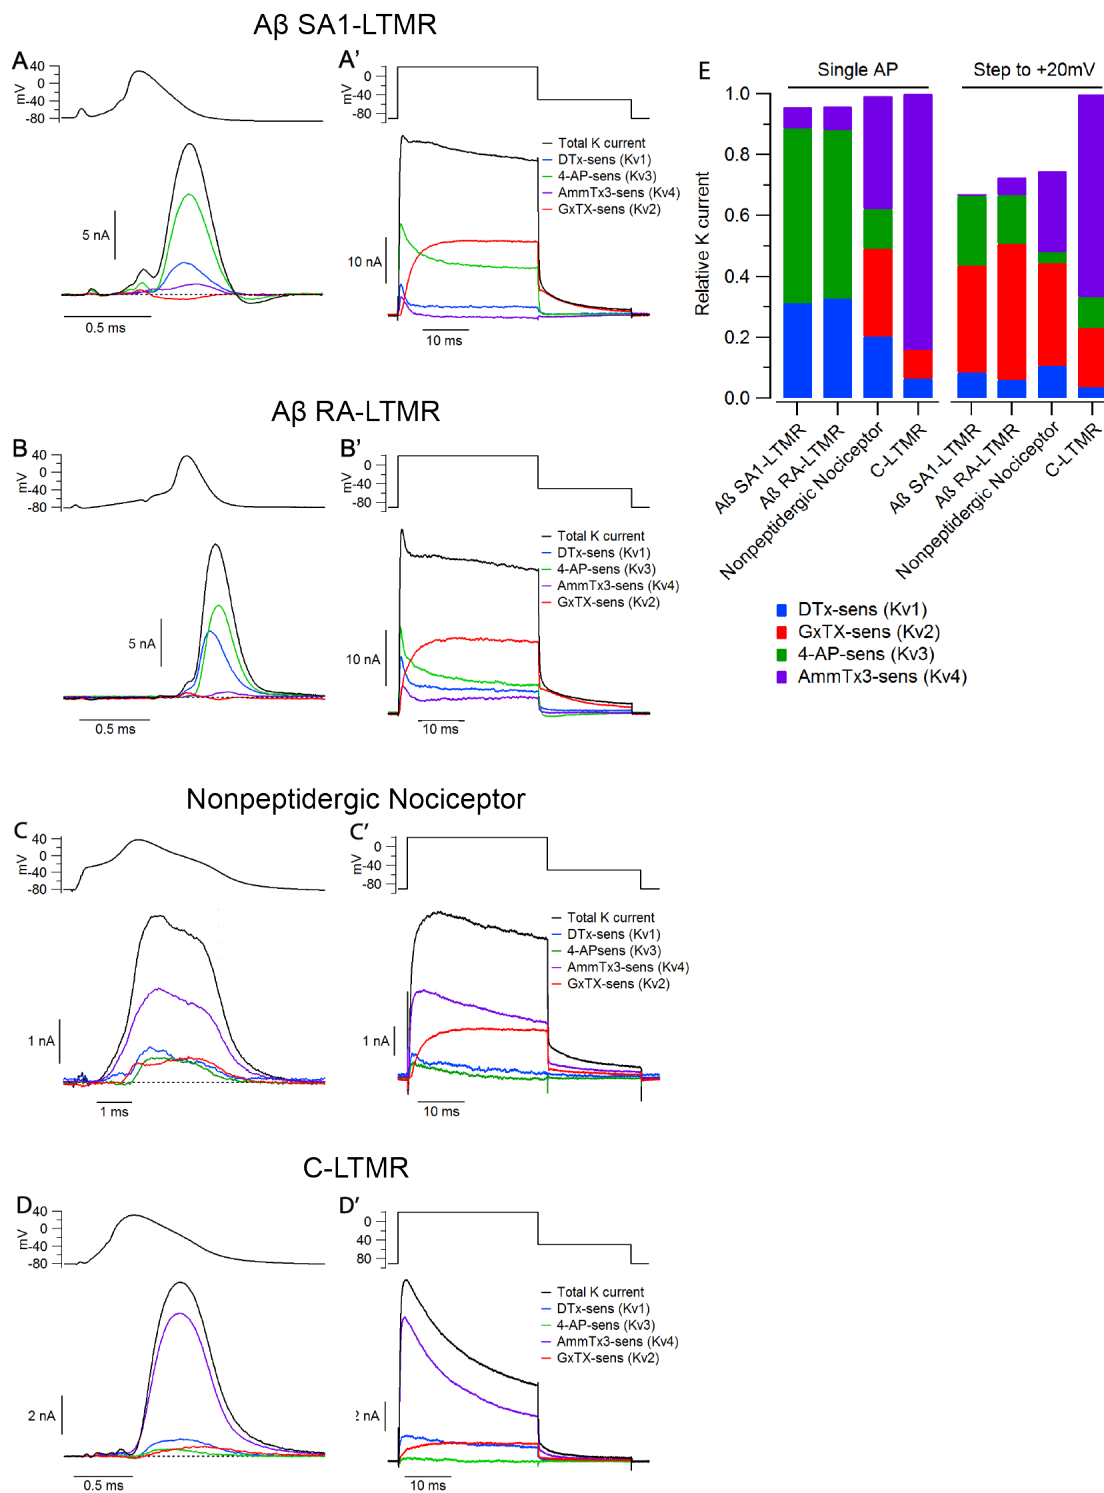 Aβ SA1-LTMR
A
40
0
-40
-80
mV
5 nA
0.5 ms
A'
0
-40
-80
mV
Total K current
DTx-sens (Kv1)
4-AP-sens (Kv3)
AmmTx3-sens (Kv4)
GxTX-sens (Kv2)
10 nA
10 ms
Aβ RA-LTMR
B
40
0
-40
-80
mV
5 nA
0.5 ms
B'
0
-40
-80
mV
Total K current
DTx-sens (Kv1)
4-AP-sens (Kv3)
AmmTx3-sens (Kv4)
GxTX-sens (Kv2)
10 nA
10 ms
Nonpeptidergic Nociceptor
C
40
0
-40
-80
mV
1 nA
1 ms
C'
0
-40
-80
mV
Total K current
DTx-sens (Kv1)
4-APsens (Kv3)
AmmTx3-sens (Kv4)
GxTX-sens (Kv2)
1 nA
10 ms
C-LTMR
D
40
0
-40
-80
mV
2 nA
0.5 ms
D'
0
-40
-80
mV
Total K current
DTx-sens (Kv1)
4-AP-sens (Kv3)
AmmTx3-sens (Kv4)
GxTX-sens (Kv2)
2 nA
10 ms
E
Single AP
Step to +20mV
1.0
0.8
0.6
0.4
0.2
0.0
Relative K current
Aβ SA1-LTMR
Aβ RA-LTMR
Nonpeptidergic Nociceptor
C-LTMR
Aβ SA1-LTMR
Aβ RA-LTMR
Nonpeptidergic Nociceptor
C-LTMR
DTx-sens (Kv1)
GxTX-sens (Kv2)
4-AP-sens (Kv3)
AmmTx3-sens (Kv4)